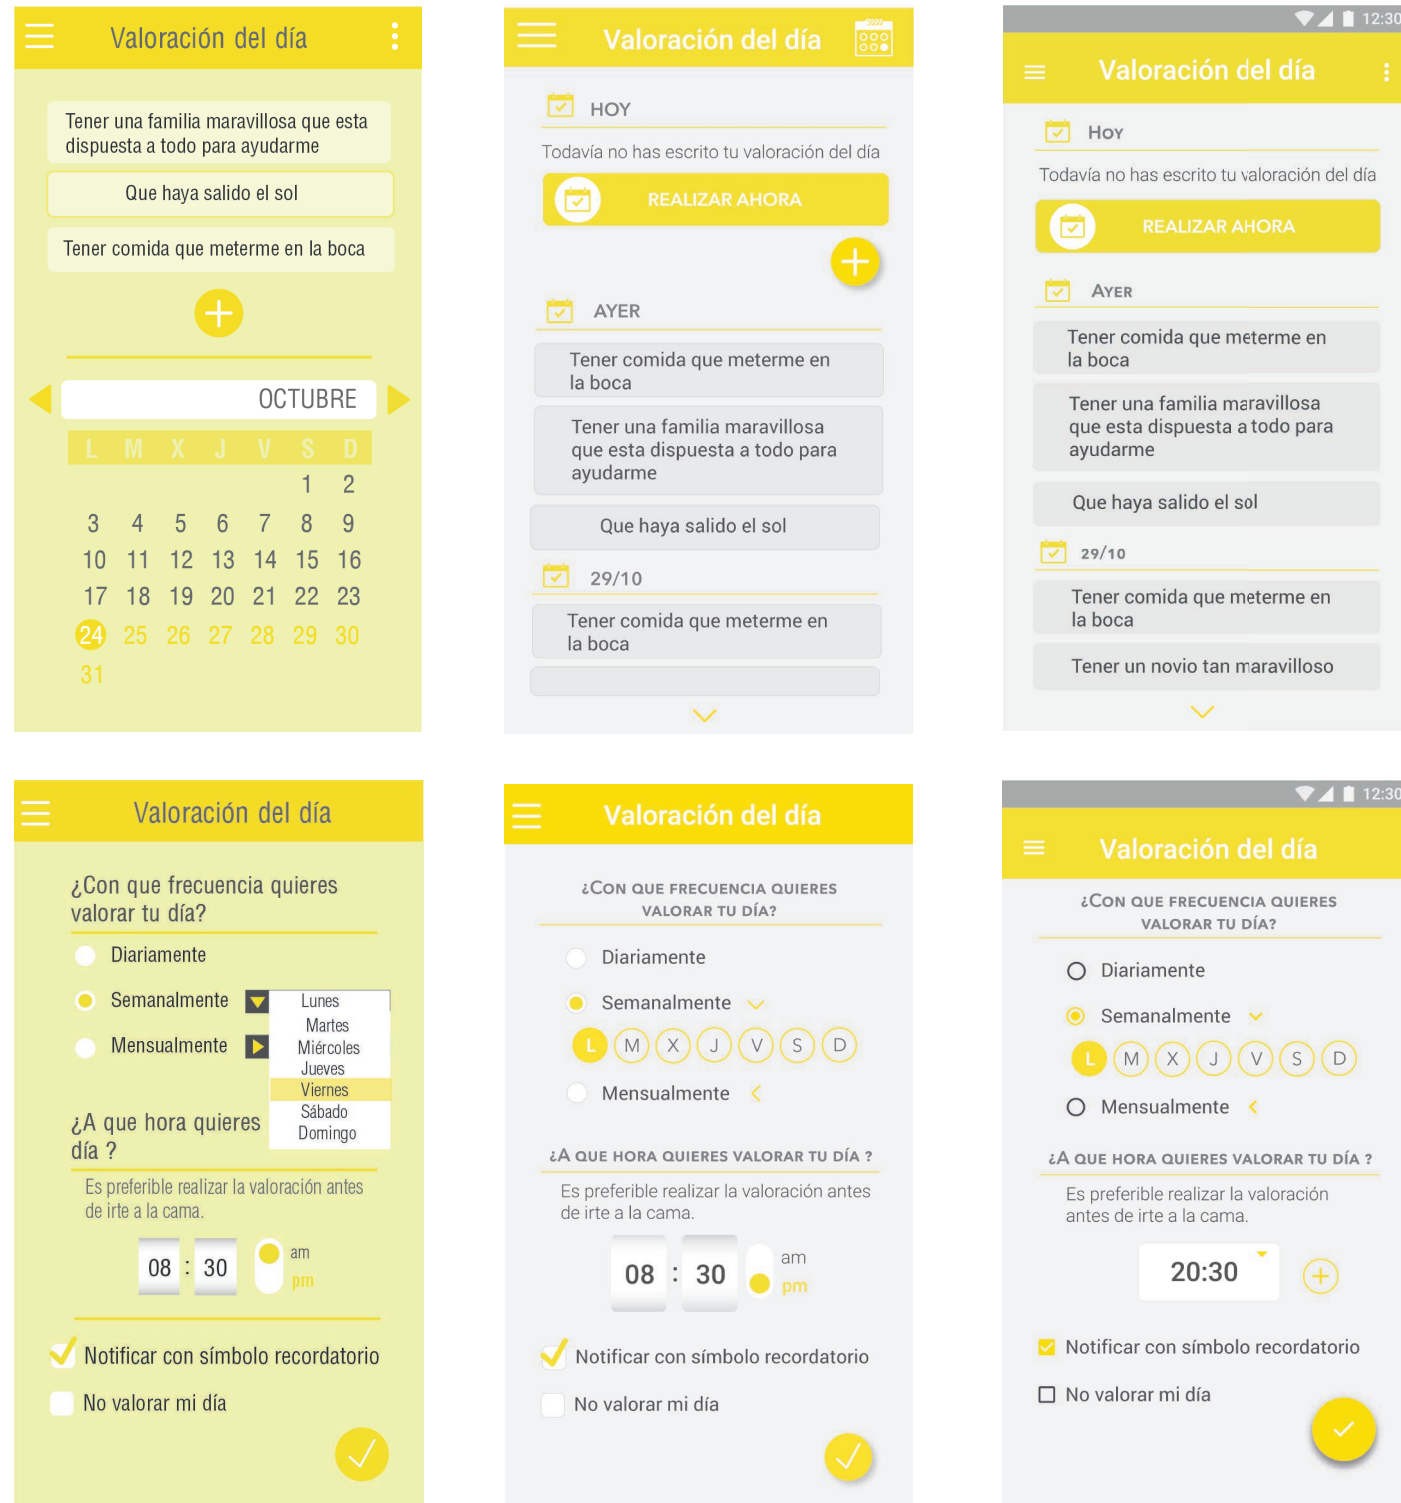 Valoración del día
Tener una familia maravillosa que esta
dispuesta a todo para ayudarme
Que haya salido el sol
Tener comida que meterme en la boca
OCTUBRE
L M X J V S D
1 2
3 4 5 6 7 8 9
10 11 12 13 14 15 16
17 18 19 20 21 22 23
24 25 26 27 28 29 30
31
Valoración del día
HOY
Todavía no has escrito tu valoración del día
REALIZAR AHORA
AYER
Tener comida que meterme en
la boca
Tener una familia maravillosa
que esta dispuesta a todo para
ayudarme
Que haya salido el sol
29/10
Tener comida que meterme en
la boca
12:30
Valoración del día
HOY
Todavía no has escrito tu valoración del día
REALIZAR AHORA
AYER
Tener comida que meterme en
la boca
Tener una familia maravillosa
que esta dispuesta a todo para
ayudarme
Que haya salido el sol
29/10
Tener comida que meterme en
la boca
Tener un novio tan maravilloso
Valoración del día
¿Con que frecuencia quieres
valorar tu día?
Diariamente
Semanalmente
Mensualmente
Lunes
Martes
Miércoles
Jueves
Viernes
Sábado
Domingo
¿A que hora quieres
día ?
Es preferible realizar la valoración antes
de irte a la cama.
08 : 30
am
pm
Notificar con símbolo recordatorio
No valorar mi día
Valoración del día
¿CON QUE FRECUENCIA QUIERES
VALORAR TU DÍA?
Diariamente
Semanalmente
L M X J V S D
Mensualmente
¿A QUE HORA QUIERES VALORAR TU DÍA ?
Es preferible realizar la valoración antes
de irte a la cama.
08 : 30
am
pm
Notificar con símbolo recordatorio
No valorar mi día
12:30
Valoración del día
¿CON QUE FRECUENCIA QUIERES
VALORAR TU DÍA?
Diariamente
Semanalmente
L M X J V S D
Mensualmente
¿A QUE HORA QUIERES VALORAR TU DÍA ?
Es preferible realizar la valoración
antes de irte a la cama.
20:30
Notificar con símbolo recordatorio
No valorar mi día